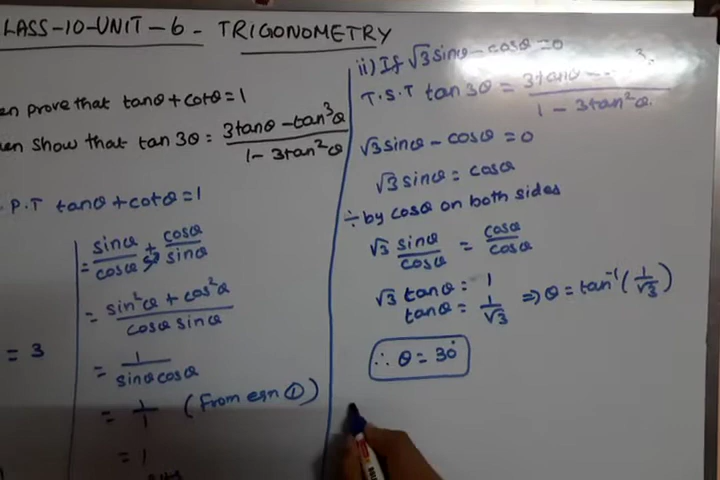 LASS-10-UNIT-6- TRIGONOMETRY
en prove that tanθ + cotθ = 1
en show that tan 3θ = 3tanθ - tan³θ / 1 - 3tan²θ
P.T tanθ + cotθ = 1
= sinθ/cosθ + cosθ/sinθ
= sin²θ + cos²θ / cosθ sinθ
= 3
= 1 / sinθ cosθ
= 1/1 (From eqn ①)
= 1
ii) If √3 sinθ - cosθ = 0
T.S.T tan 3θ = 3tanθ - ³ / 1 - 3tan²θ
√3 sinθ - cosθ = 0
√3 sinθ = cosθ
÷ by cosθ on both sides
√3 sinθ/cosθ = cosθ/cosθ
√3 tanθ = 1
tanθ = 1/√3 ⇒ θ = tan⁻¹(1/√3)
∴ θ = 30°